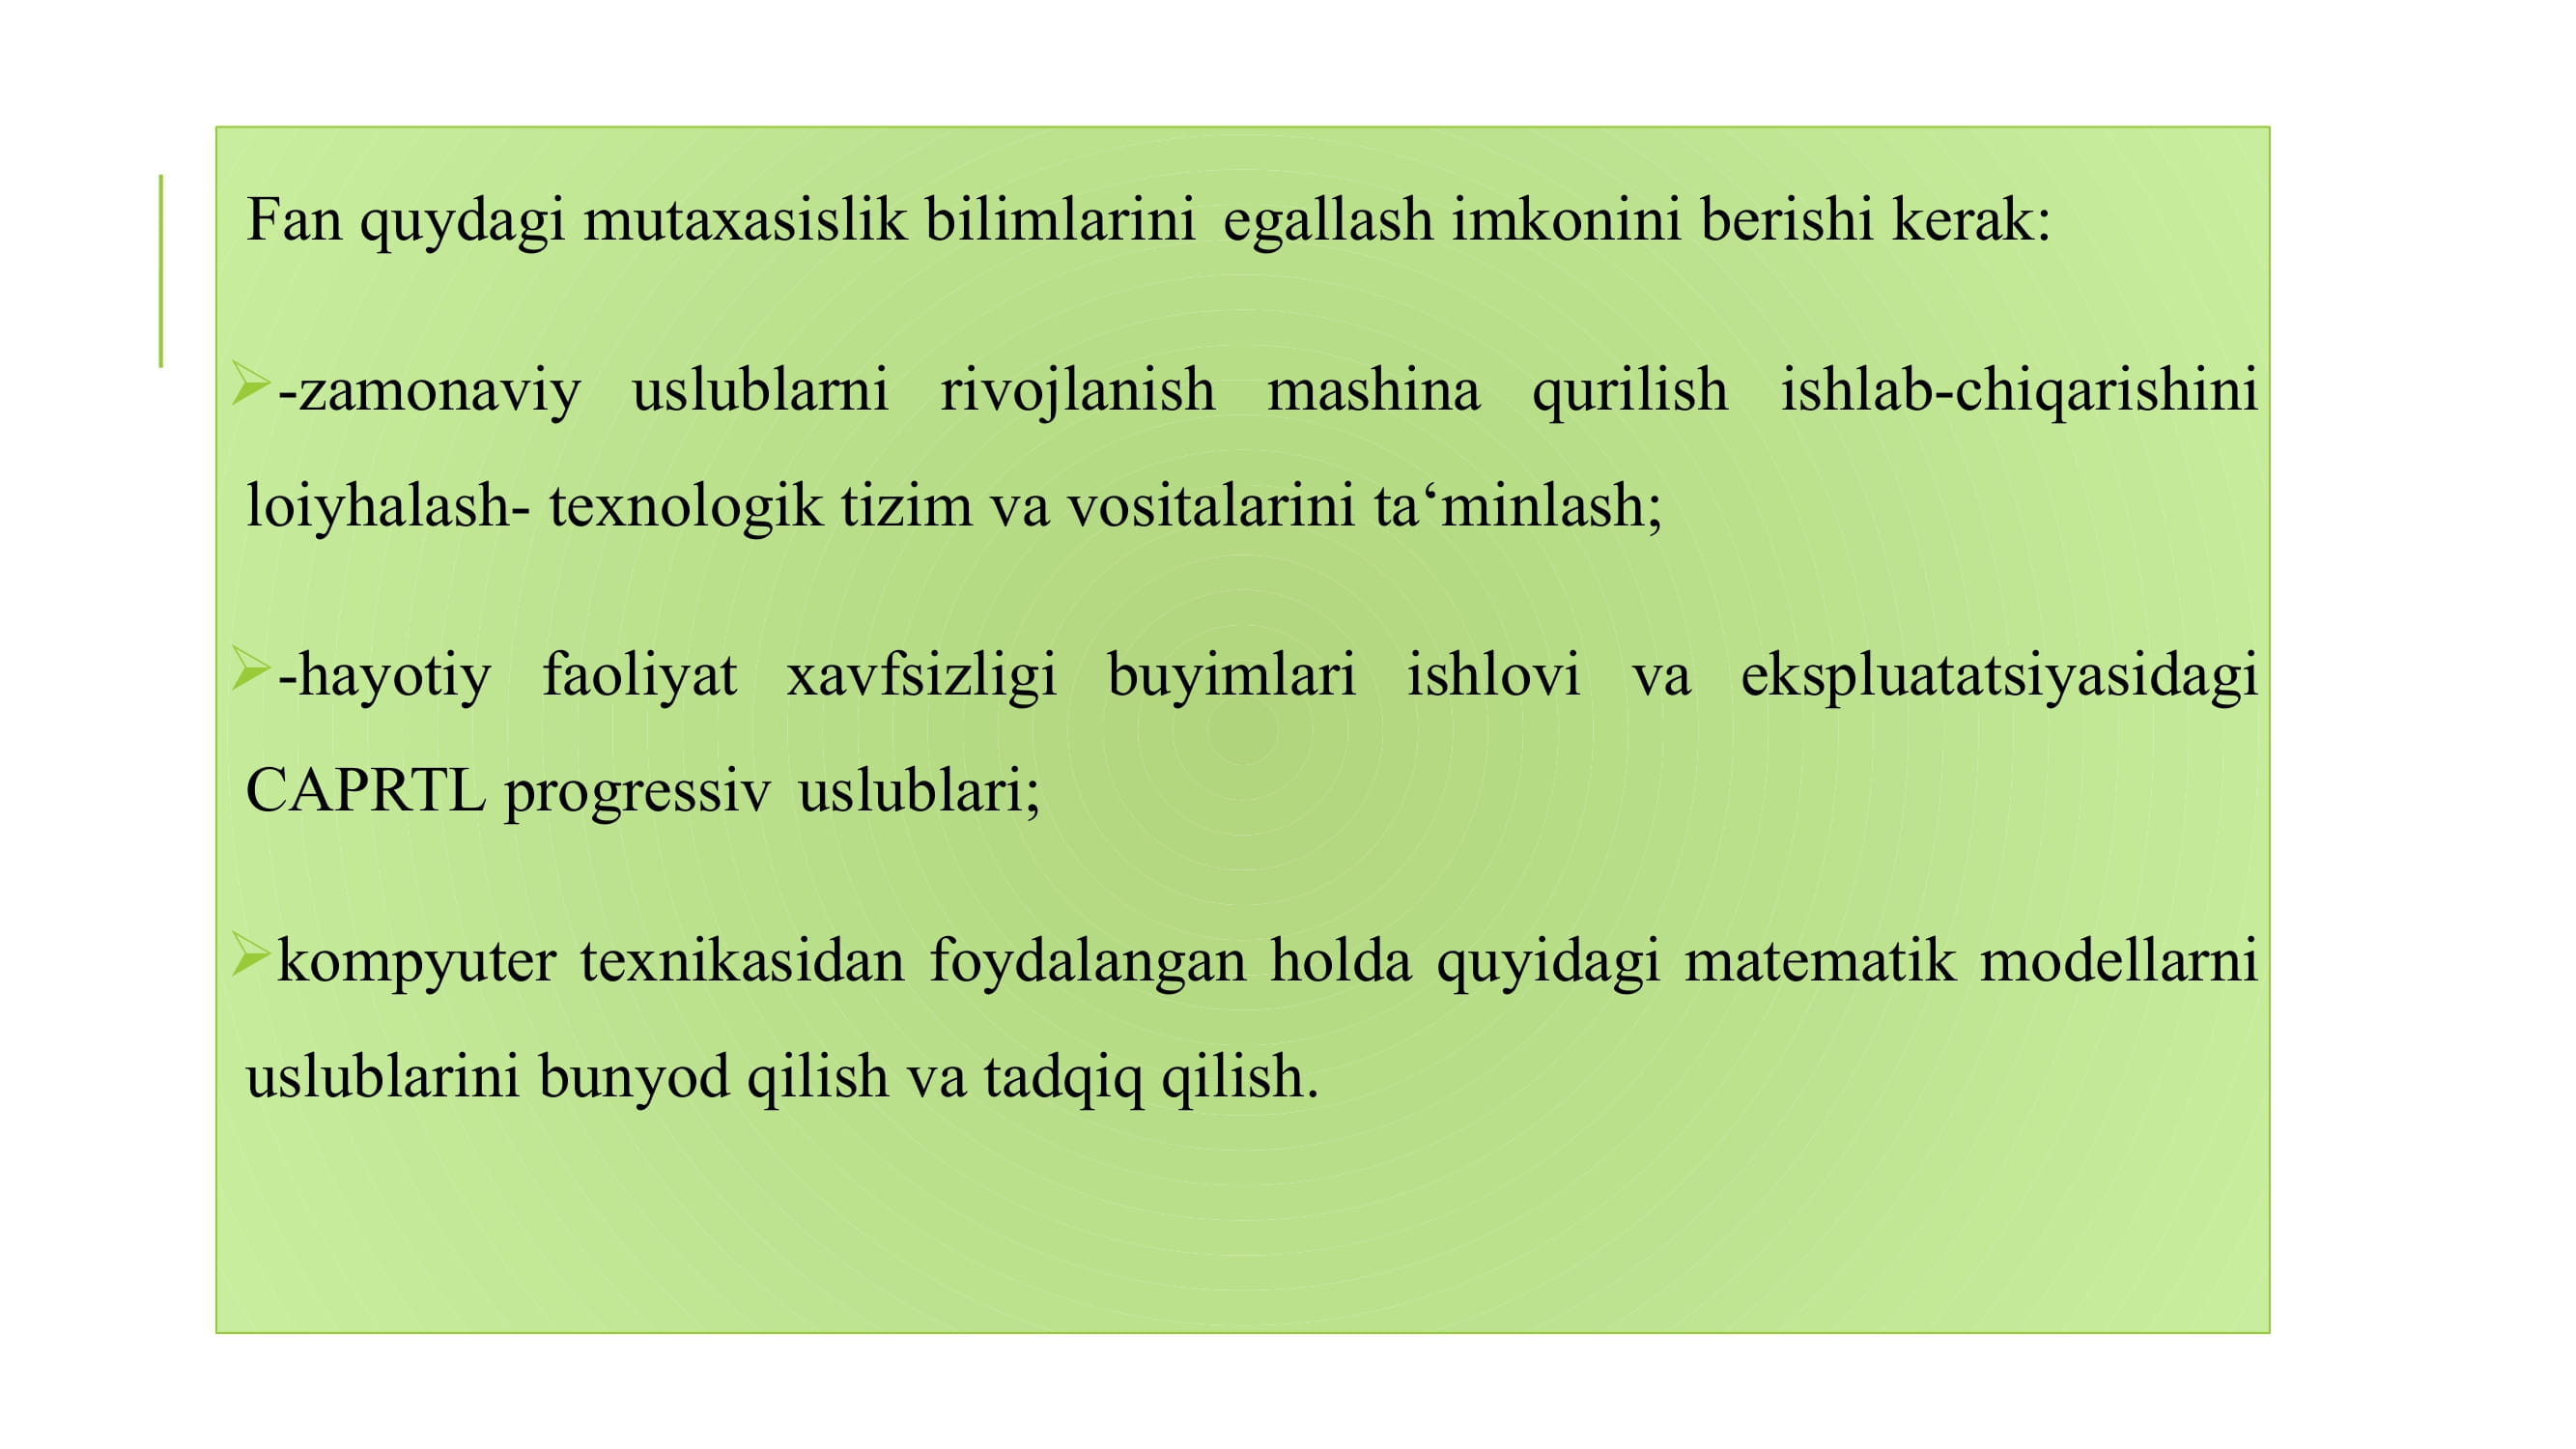 Fan quydagi mutaxasislik bilimlarini egallash imkonini berishi kerak:
-zamonaviy uslublarni rivojlanish mashina qurilish ishlab-chiqarishini
loiyhalash- texnologik tizim va vositalarini ta‘minlash;
-hayotiy faoliyat xavfsizligi buyimlari ishlovi va ekspluatatsiyasidagi
CAPRTL progressiv uslublari;
kompyuter texnikasidan foydalangan holda quyidagi matematik modellarni
uslublarini bunyod qilish va tadqiq qilish.